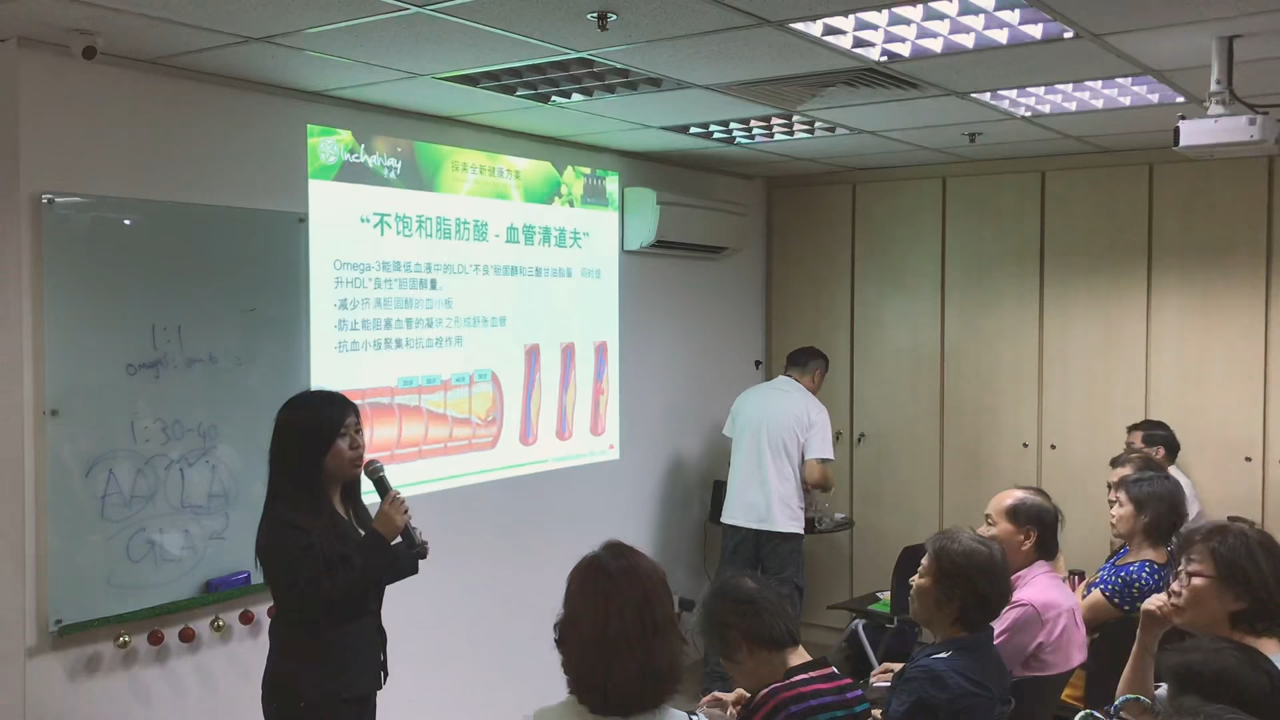 IncheWay
探索全新健康方案
“不饱和脂肪酸 - 血管清道夫”
Omega-3能降低血液中的LDL"不良"胆固醇和三酸甘油脂量 同时提
升HDL"良性"胆固醇量。
•减少挤满胆固醇的血小板
•防止能阻塞血管的凝块之形成舒张血管
•抗血小板聚集和抗血栓作用
1:1
1:30-40
AA LA
GLA